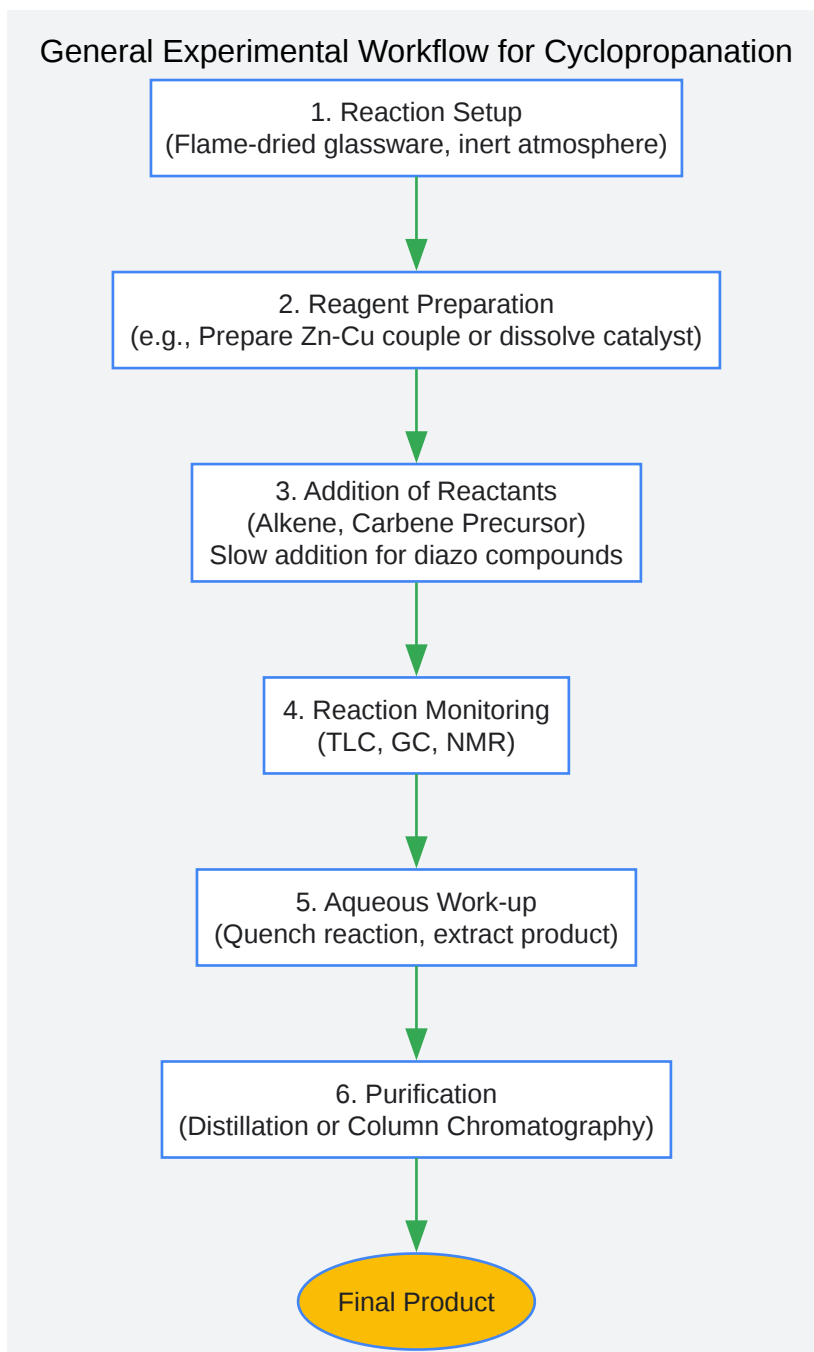 General Experimental Workflow for Cyclopropanation
1. Reaction Setup
(Flame-dried glassware, inert atmosphere)
2. Reagent Preparation
(e.g., Prepare Zn-Cu couple or dissolve catalyst)
3. Addition of Reactants
(Alkene, Carbene Precursor)
Slow addition for diazo compounds
4. Reaction Monitoring
(TLC, GC, NMR)
5. Aqueous Work-up
(Quench reaction, extract product)
6. Purification
(Distillation or Column Chromatography)
Final Product